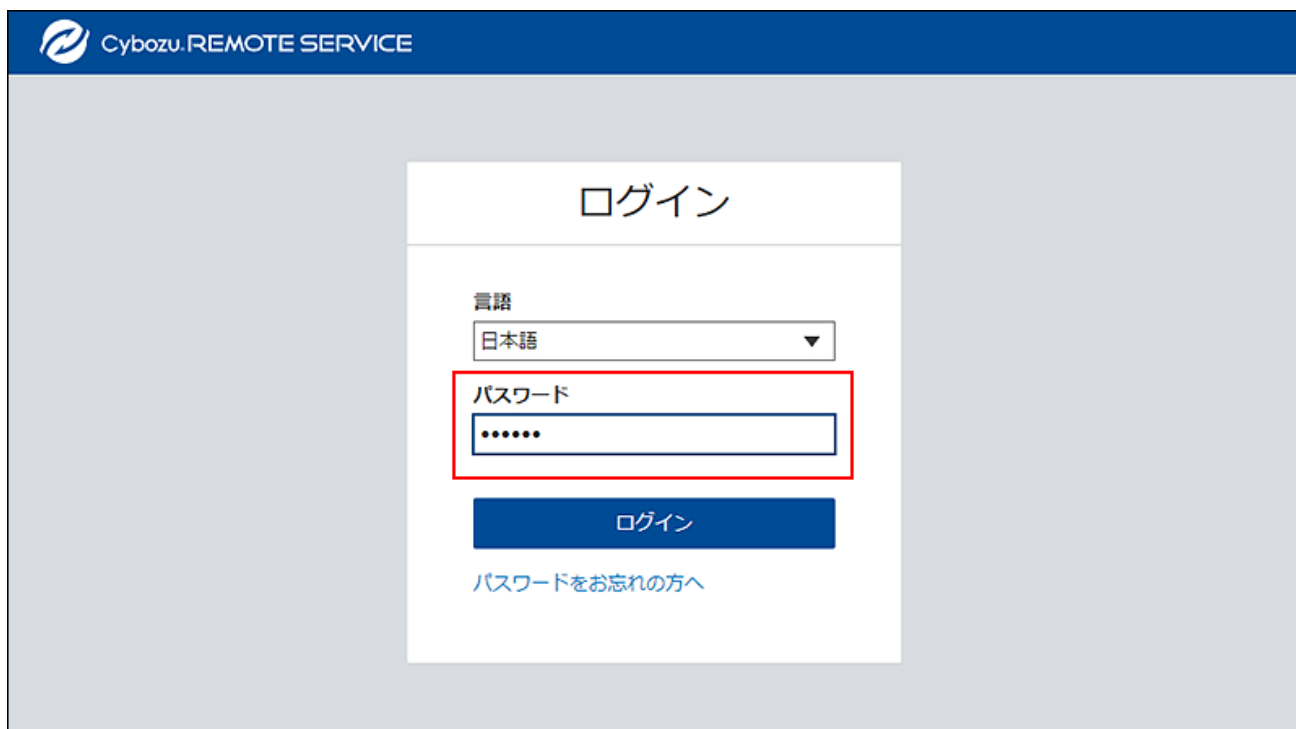 Cybozu.REMOTE SERVICE
ログイン
言語
日本語
パスワード
••••••
ログイン
パスワードをお忘れの方へ